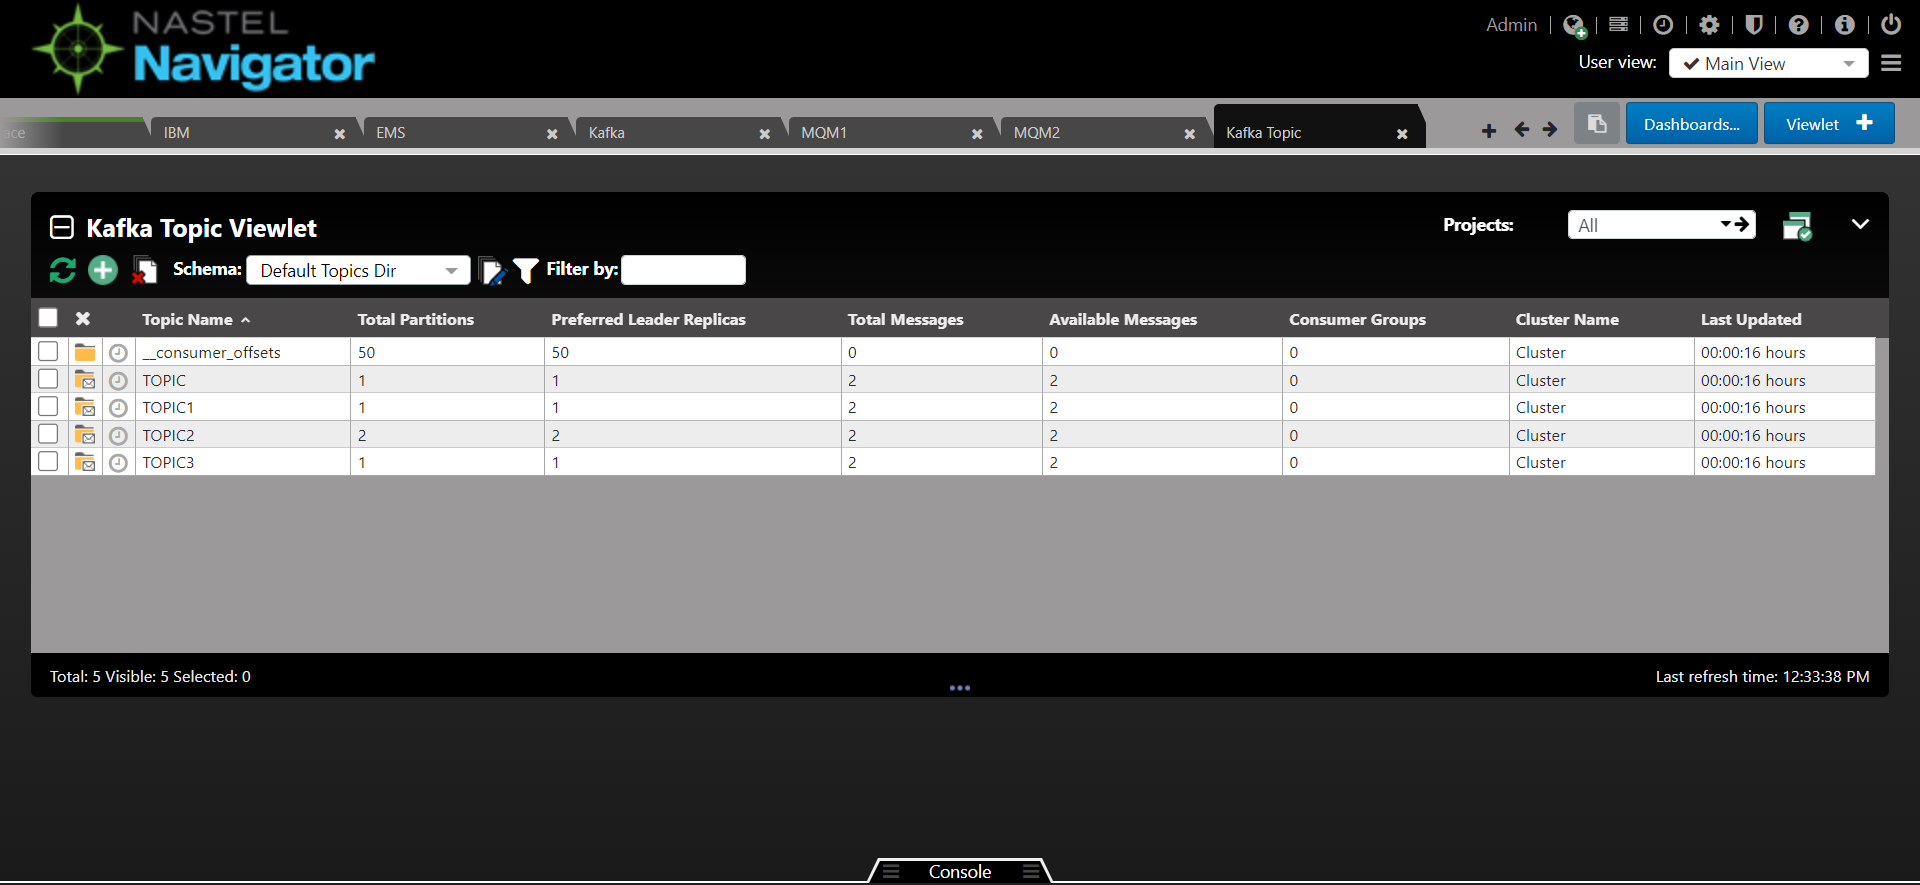 NASTEL
Navigator
Admin
User view: Main View
ace IBM EMS Kafka MQM1 MQM2 Kafka Topic Dashboards... Viewlet
Kafka Topic Viewlet Projects: All
Schema: Default Topics Dir Filter by:
Topic Name Total Partitions Preferred Leader Replicas Total Messages Available Messages Consumer Groups Cluster Name Last Updated
__consumer_offsets 50 50 0 0 0 Cluster 00:00:16 hours
TOPIC 1 1 2 2 0 Cluster 00:00:16 hours
TOPIC1 1 1 2 2 0 Cluster 00:00:16 hours
TOPIC2 2 2 2 2 0 Cluster 00:00:16 hours
TOPIC3 1 1 2 2 0 Cluster 00:00:16 hours
Total: 5 Visible: 5 Selected: 0 Last refresh time: 12:33:38 PM
Console